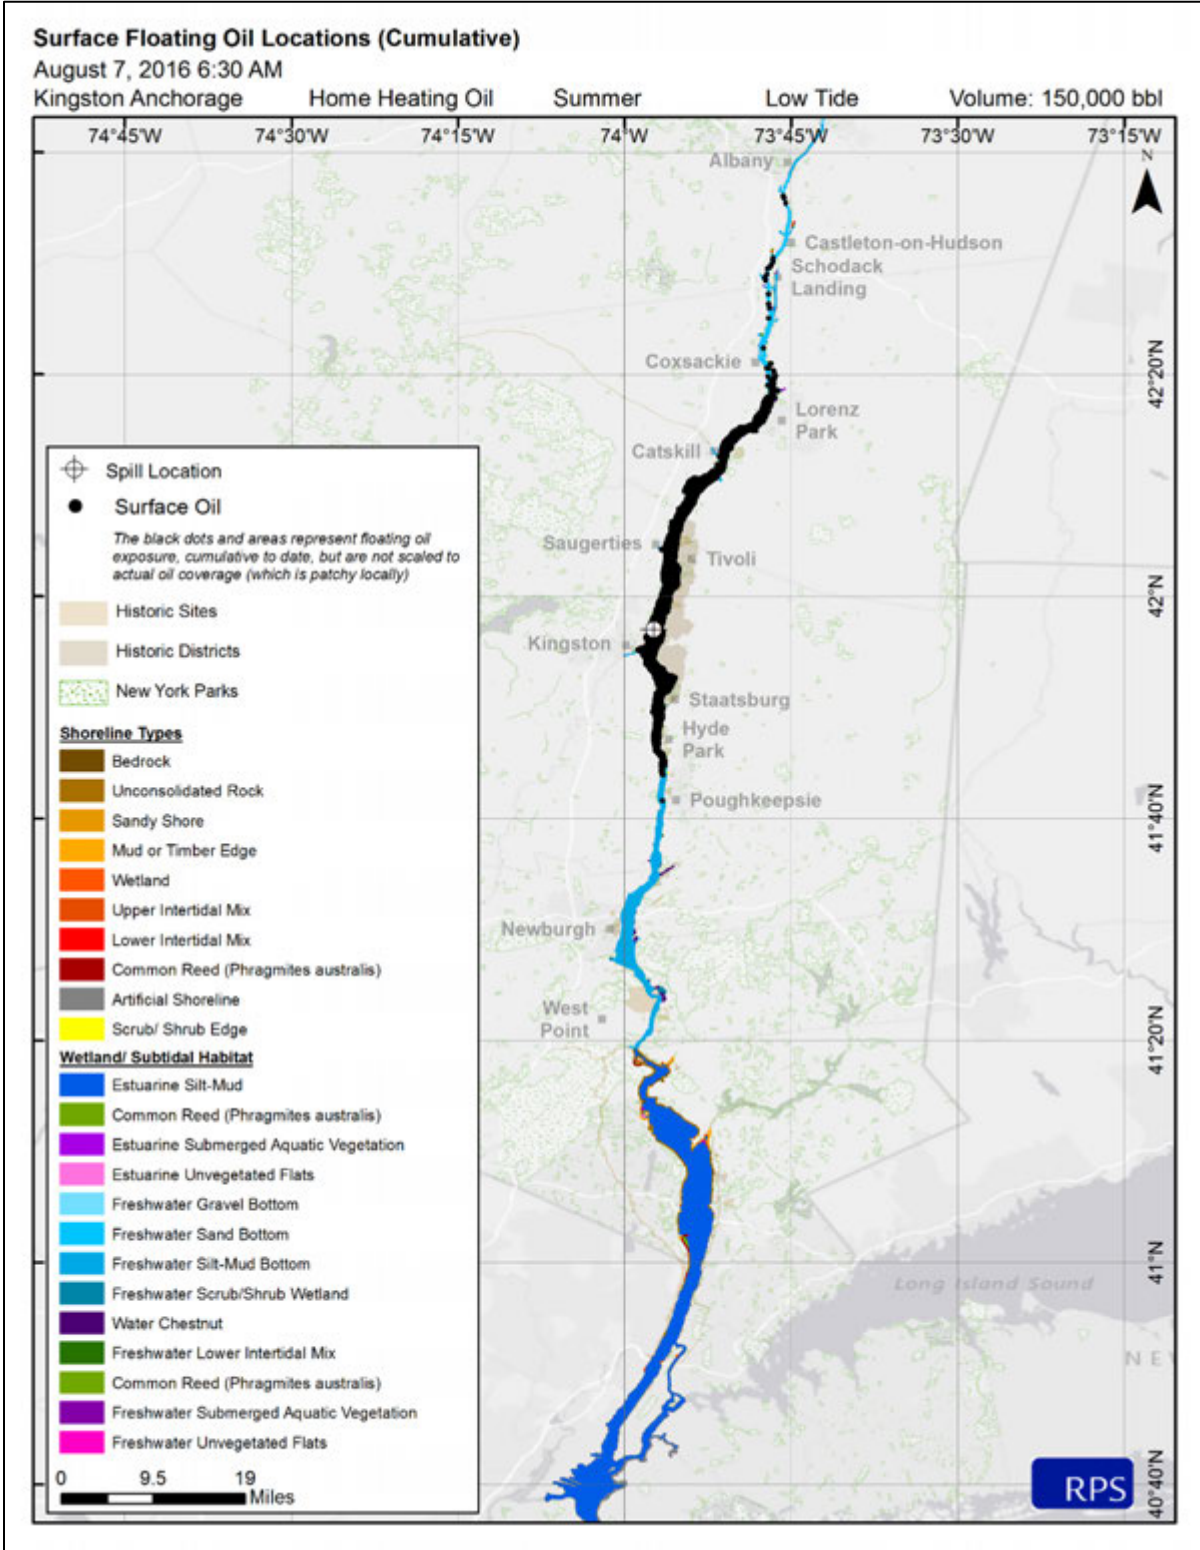 Surface Floating Oil Locations (Cumulative)
August 7, 2016 6:30 AM
Kingston Anchorage Home Heating Oil Summer Low Tide Volume: 150,000 bbl
74°45'W 74°30'W 74°15'W 74°W 73°45'W 73°30'W 73°15'W
N
Albany
Castleton-on-Hudson
Schodack
Landing
Coxsackie
42°20'N
Lorenz
Park
Catskill
Saugerties
Tivoli
42°N
Kingston
Staatsburg
Hyde
Park
Poughkeepsie
41°40'N
Newburgh
West
Point
41°20'N
41°N
Long Island Sound
NE
40°40'N
Spill Location
Surface Oil
The black dots and areas represent floating oil
exposure, cumulative to date, but are not scaled to
actual oil coverage (which is patchy locally)
Historic Sites
Historic Districts
New York Parks
Shoreline Types
Bedrock
Unconsolidated Rock
Sandy Shore
Mud or Timber Edge
Wetland
Upper Intertidal Mix
Lower Intertidal Mix
Common Reed (Phragmites australis)
Artificial Shoreline
Scrub/ Shrub Edge
Wetland/ Subtidal Habitat
Estuarine Silt-Mud
Common Reed (Phragmites australis)
Estuarine Submerged Aquatic Vegetation
Estuarine Unvegetated Flats
Freshwater Gravel Bottom
Freshwater Sand Bottom
Freshwater Silt-Mud Bottom
Freshwater Scrub/Shrub Wetland
Water Chestnut
Freshwater Lower Intertidal Mix
Common Reed (Phragmites australis)
Freshwater Submerged Aquatic Vegetation
Freshwater Unvegetated Flats
0 9.5 19
Miles
RPS